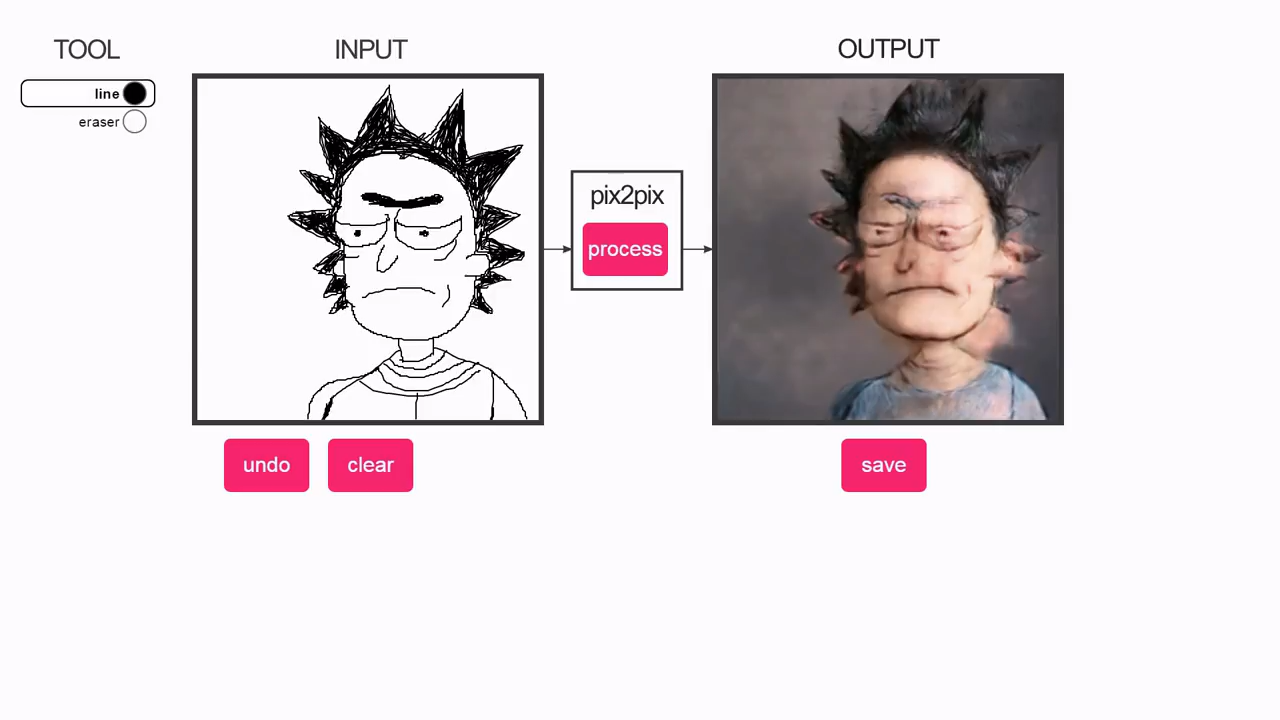 TOOL
INPUT
OUTPUT
line
eraser
pix2pix
process
undo
clear
save